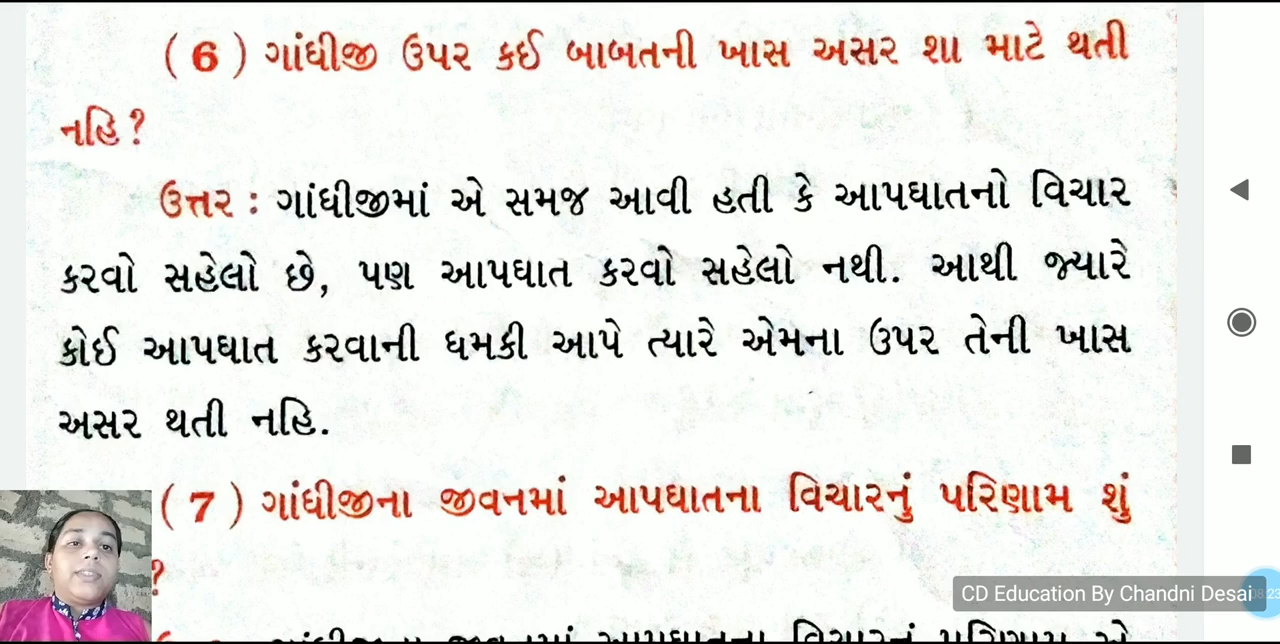 (6) ગાંધીજી ઉપર કઈ બાબતની ખાસ અસર શા માટે થતી
નહિ?
ઉત્તર : ગાંધીજીમાં એ સમજ આવી હતી કે આપઘાતનો વિચાર
કરવો સહેલો છે, પણ આપઘાત કરવો સહેલો નથી. આથી જ્યારે
કોઈ આપઘાત કરવાની ધમકી આપે ત્યારે એમના ઉપર તેની ખાસ
અસર થતી નહિ.
(7) ગાંધીજીના જીવનમાં આપઘાતના વિચારનું પરિણામ શું
?
CD Education By Chandni Desai